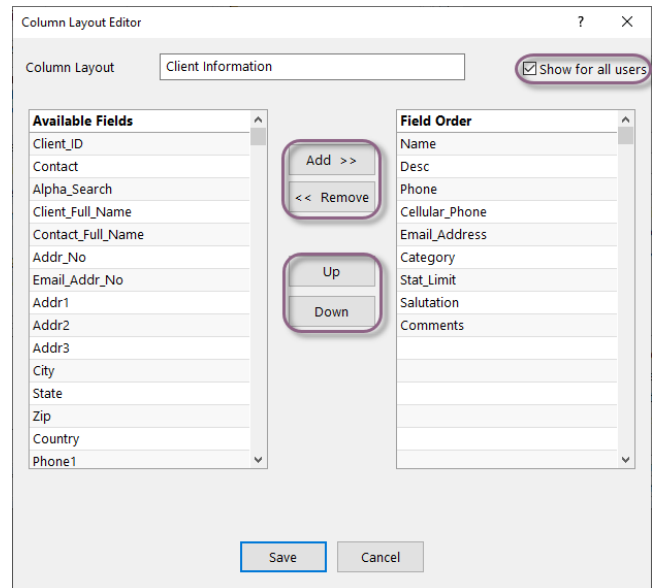 Column Layout Editor ?
Column Layout Client Information Show for all users
Available Fields
Client_ID
Contact
Alpha_Search
Client_Full_Name
Contact_Full_Name
Addr_No
Email_Addr_No
Addr1
Addr2
Addr3
City
State
Zip
Country
Phone1
Add >>
<< Remove
Up
Down
Field Order
Name
Desc
Phone
Cellular_Phone
Email_Address
Category
Stat_Limit
Salutation
Comments
Save Cancel